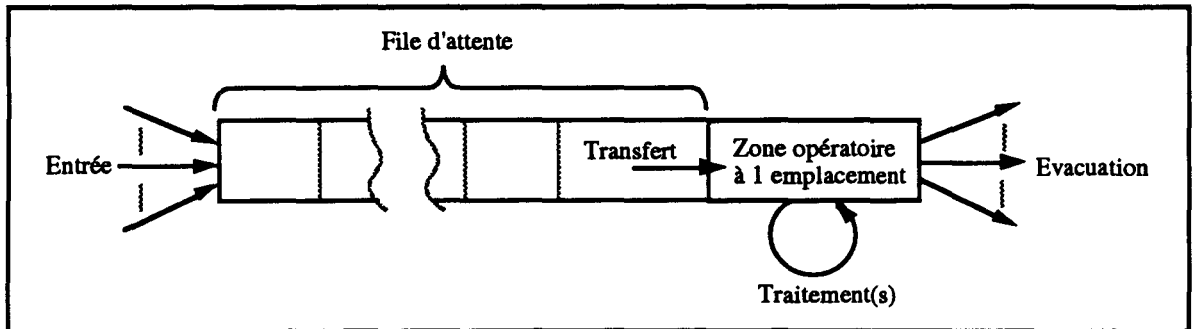 File d'attente
Entrée
Transfert
Zone opératoire
à 1 emplacement
Evacuation
Traitement(s)